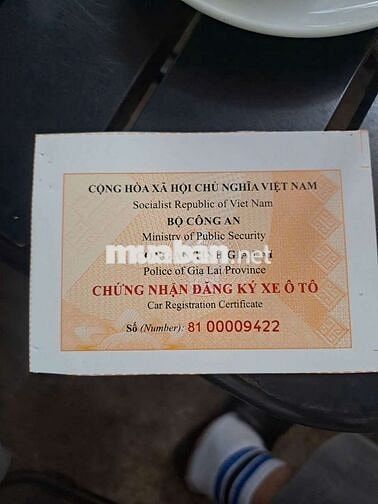 CỘNG HÒA XÃ HỘI CHỦ NGHĨA VIỆT NAM
Socialist Republic of Viet Nam
BỘ CÔNG AN
Ministry of Public Security
muaban.net
Police of Gia Lai Province
CHỨNG NHẬN ĐĂNG KÝ XE Ô TÔ
Car Registration Certificate
Số (Number): 81 00009422